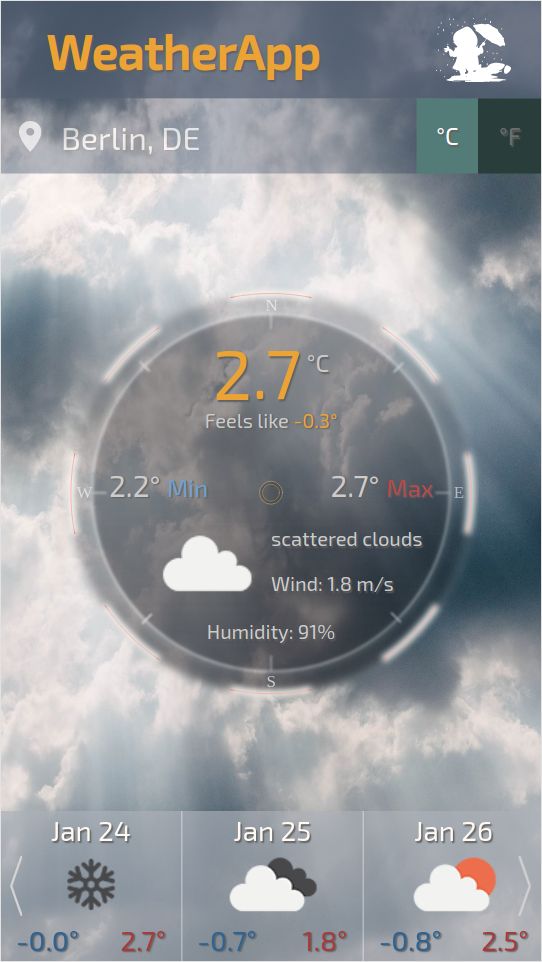 WeatherApp
Berlin, DE °C °F
N
2.7 °C
Feels like -0.3°
W 2.2° Min 2.7° Max E
scattered clouds
Wind: 1.8 m/s
Humidity: 91%
S
Jan 24 Jan 25 Jan 26
-0.0° 2.7° -0.7° 1.8° -0.8° 2.5°